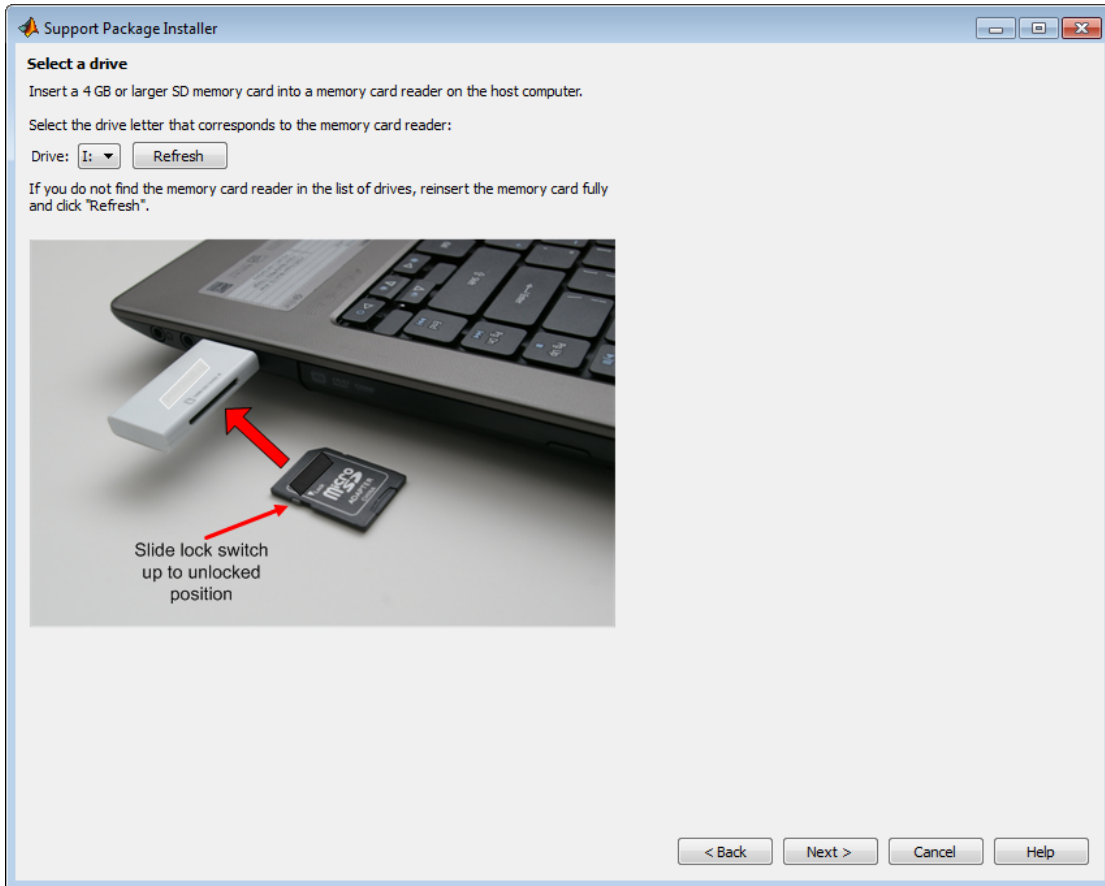 Support Package Installer
Select a drive
Insert a 4 GB or larger SD memory card into a memory card reader on the host computer.
Select the drive letter that corresponds to the memory card reader:
Drive: I: Refresh
If you do not find the memory card reader in the list of drives, reinsert the memory card fully
and click "Refresh".
Lock
Micro
SD
ADAPTER
CHINA
Slide lock switch
up to unlocked
position
< Back Next > Cancel Help